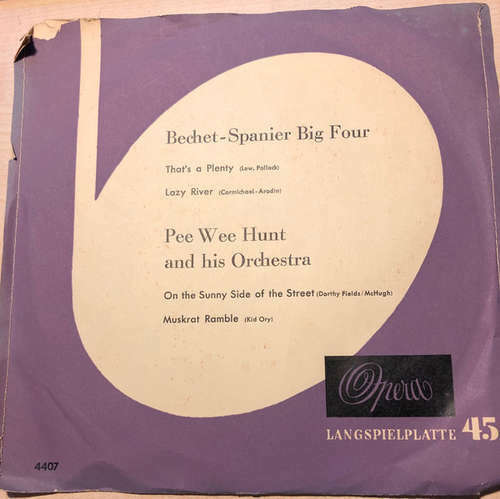 Bechet-Spanier Big Four
That's a Plenty (Lew. Pollack)
Lazy River (Carmichael-Arodin)
Pee Wee Hunt
and his Orchestra
On the Sunny Side of the Street (Dorthy Fields/McHugh)
Muskrat Ramble (Kid Ory)
Opera
LANGSPIELPLATTE 45
4407